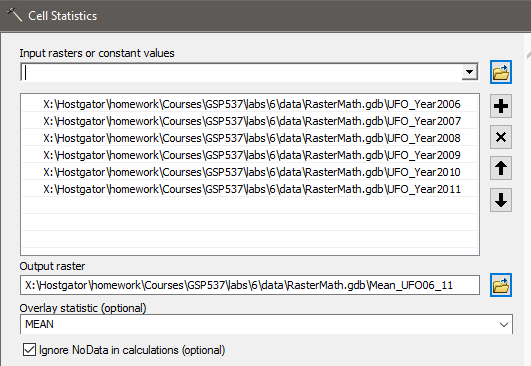 Cell Statistics
Input rasters or constant values
X:\Hostgator\homework\Courses\GSP537\labs\6\data\RasterMath.gdb\UFO_Year2006
X:\Hostgator\homework\Courses\GSP537\labs\6\data\RasterMath.gdb\UFO_Year2007
X:\Hostgator\homework\Courses\GSP537\labs\6\data\RasterMath.gdb\UFO_Year2008
X:\Hostgator\homework\Courses\GSP537\labs\6\data\RasterMath.gdb\UFO_Year2009
X:\Hostgator\homework\Courses\GSP537\labs\6\data\RasterMath.gdb\UFO_Year2010
X:\Hostgator\homework\Courses\GSP537\labs\6\data\RasterMath.gdb\UFO_Year2011
Output raster
X:\Hostgator\homework\Courses\GSP537\labs\6\data\RasterMath.gdb\Mean_UFO06_11
Overlay statistic (optional)
MEAN
Ignore NoData in calculations (optional)